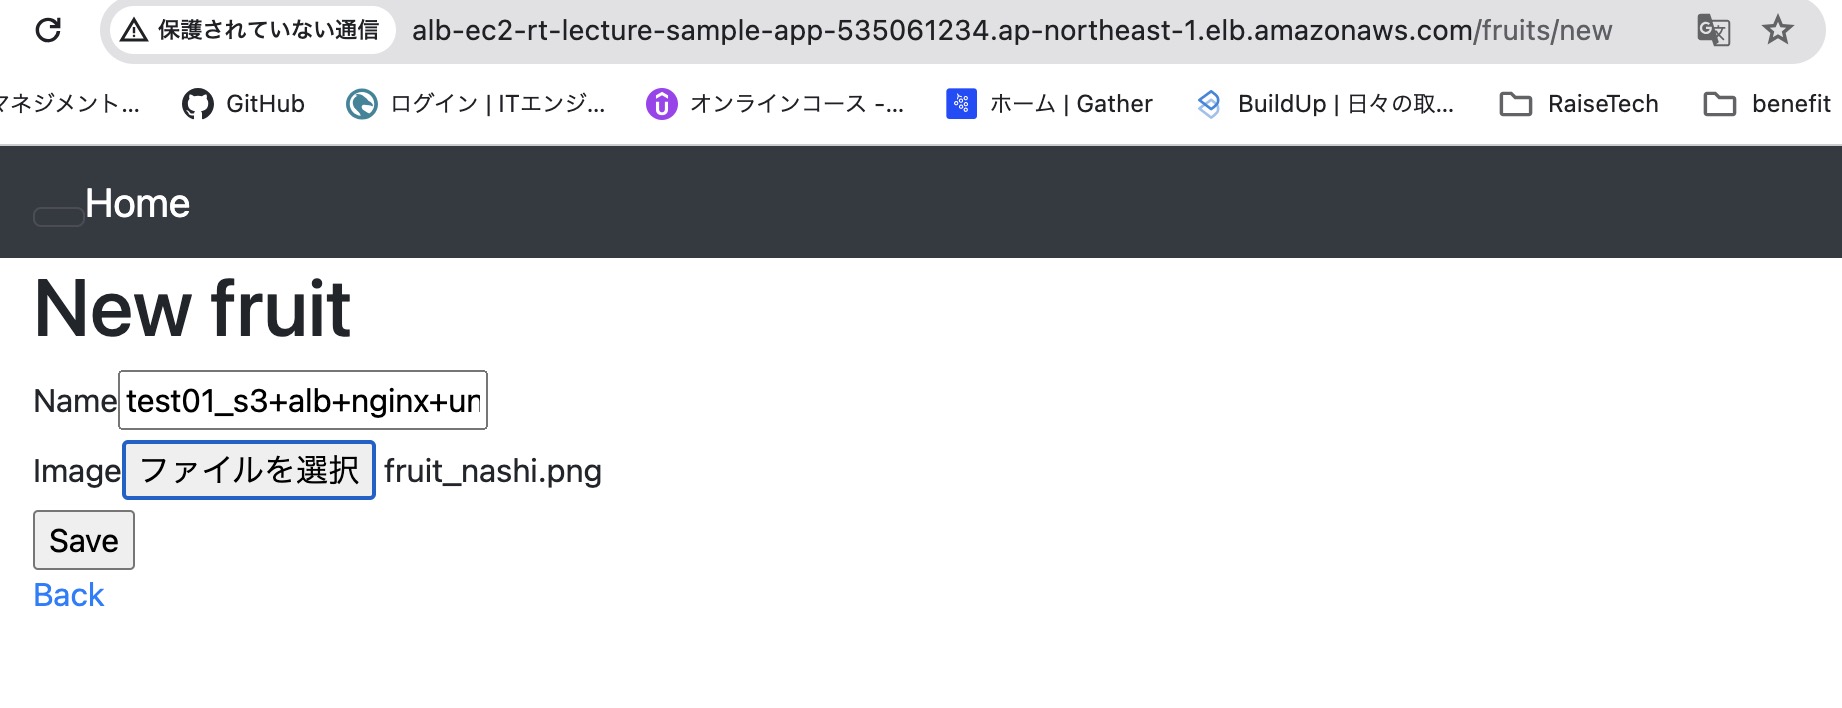 保護されていない通信 alb-ec2-rt-lecture-sample-app-535061234.ap-northeast-1.elb.amazonaws.com/fruits/new
マネジメント... GitHub ログイン | ITエンジ... オンラインコース -... ホーム | Gather BuildUp | 日々の取... RaiseTech benefit
Home
New fruit
Name test01_s3+alb+nginx+un
Image ファイルを選択 fruit_nashi.png
Save
Back